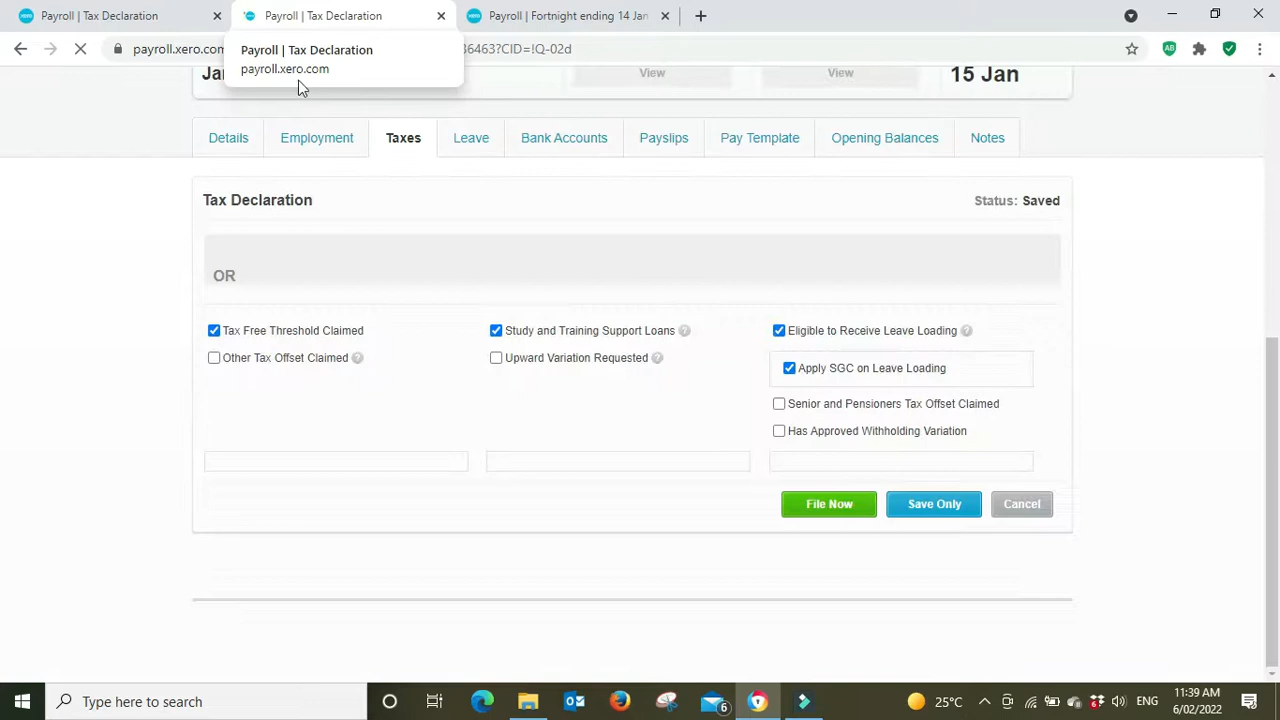 Payroll | Tax Declaration
Payroll | Tax Declaration
Payroll | Fortnight ending 14 Jan
payroll.xero.com
36463?CID=!Q-02d
AB
Payroll | Tax Declaration
payroll.xero.com
View
View
15 Jan
Details
Employment
Taxes
Leave
Bank Accounts
Payslips
Pay Template
Opening Balances
Notes
Tax Declaration
Status: Saved
OR
Tax Free Threshold Claimed
Study and Training Support Loans ?
Eligible to Receive Leave Loading ?
Other Tax Offset Claimed ?
Upward Variation Requested ?
Apply SGC on Leave Loading
Senior and Pensioners Tax Offset Claimed
Has Approved Withholding Variation
File Now
Save Only
Cancel
Type here to search
6
25°C
6
ENG
11:39 AM
6/02/2022